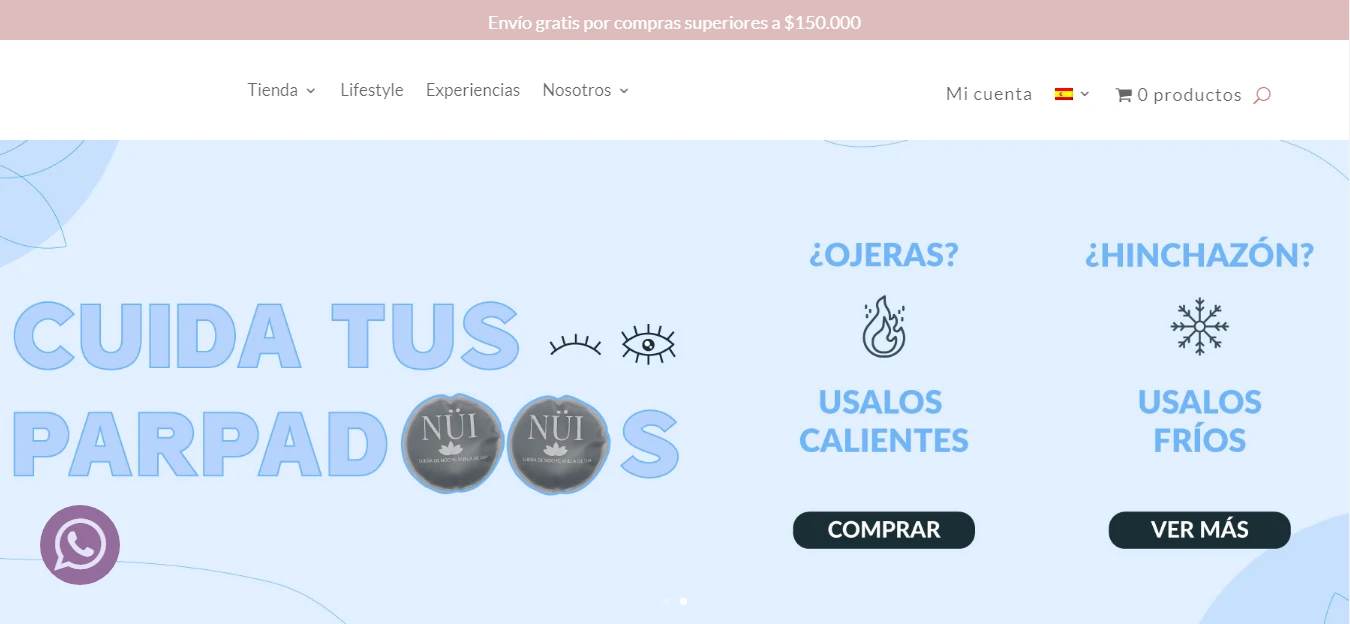 Envío gratis por compras superiores a $150.000
Tienda Lifestyle Experiencias Nosotros
Mi cuenta 0 productos
CUIDA TUS
PARPAD S
NÜI
NÜI
¿OJERAS?
USALOS
CALIENTES
COMPRAR
¿HINCHAZÓN?
USALOS
FRÍOS
VER MÁS